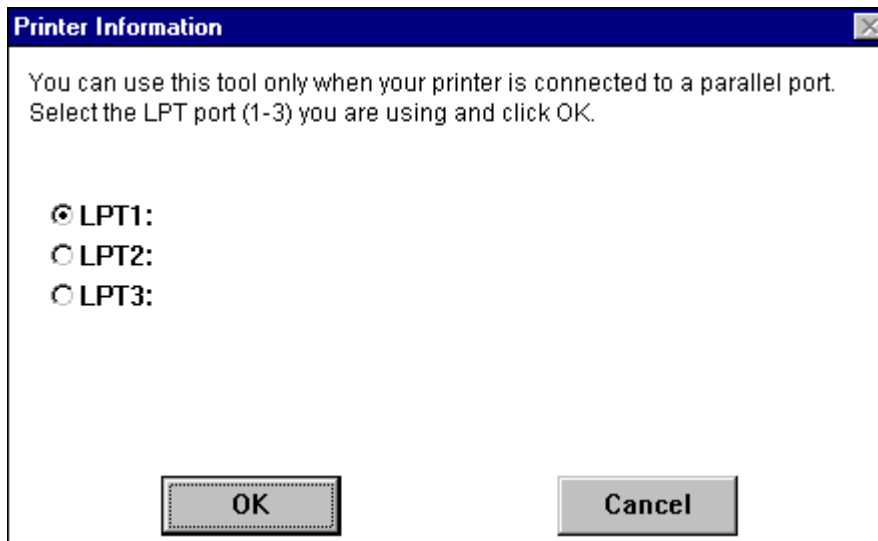 Printer Information
You can use this tool only when your printer is connected to a parallel port.
Select the LPT port (1-3) you are using and click OK.
LPT1:
LPT2:
LPT3:
OK
Cancel